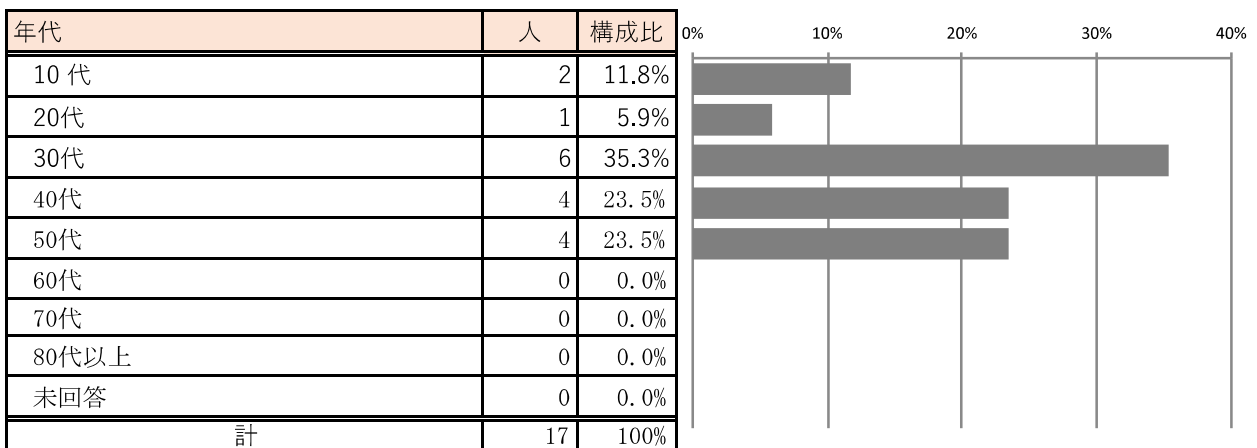 年代 人 構成比
0% 10% 20% 30% 40%
10 代 2 11.8%
20代 1 5.9%
30代 6 35.3%
40代 4 23.5%
50代 4 23.5%
60代 0 0.0%
70代 0 0.0%
80代以上 0 0.0%
未回答 0 0.0%
計 17 100%